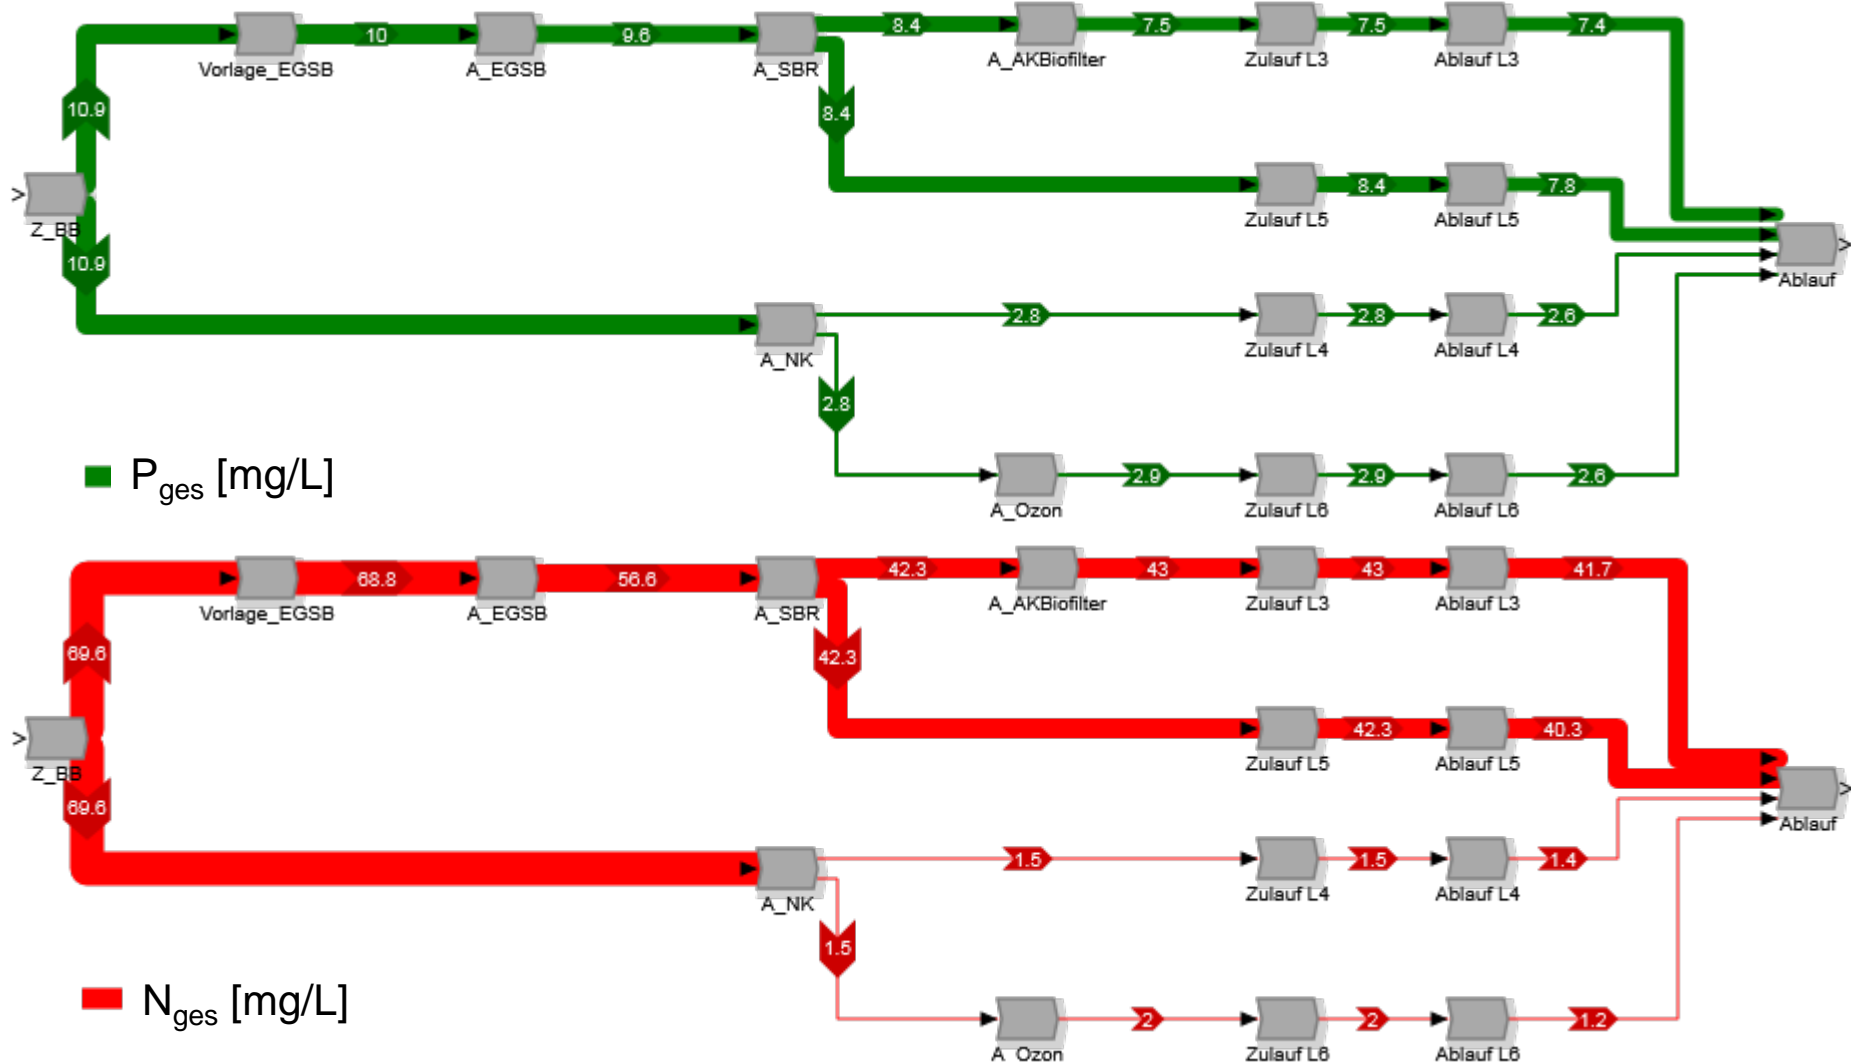 8.4 7.5 7.5 7.4
10 9.6
Vorlage_EGSB A_EGSB A_SBR A_AKBiofilter Zulauf L3 Ablauf L3
10.9 8.4
> 8.4 7.8
Z_BB Zulauf L5 Ablauf L5
>
10.9 Ablauf
2.8 2.8 2.6
A_NK Zulauf L4 Ablauf L4
2.8
Pges [mg/L] 2.9 2.9 2.6
A_Ozon Zulauf L6 Ablauf L6
42.3 43 43 41.7
68.8 56.6
Vorlage_EGSB A_EGSB A_SBR A_AKBiofilter Zulauf L3 Ablauf L3
69.6 42.3
> 42.3 40.3
Z_BB Zulauf L5 Ablauf L5
>
69.6 Ablauf
1.5 1.5 1.4
A_NK Zulauf L4 Ablauf L4
1.5
Nges [mg/L] 2 2 1.2
A_Ozon Zulauf L6 Ablauf L6